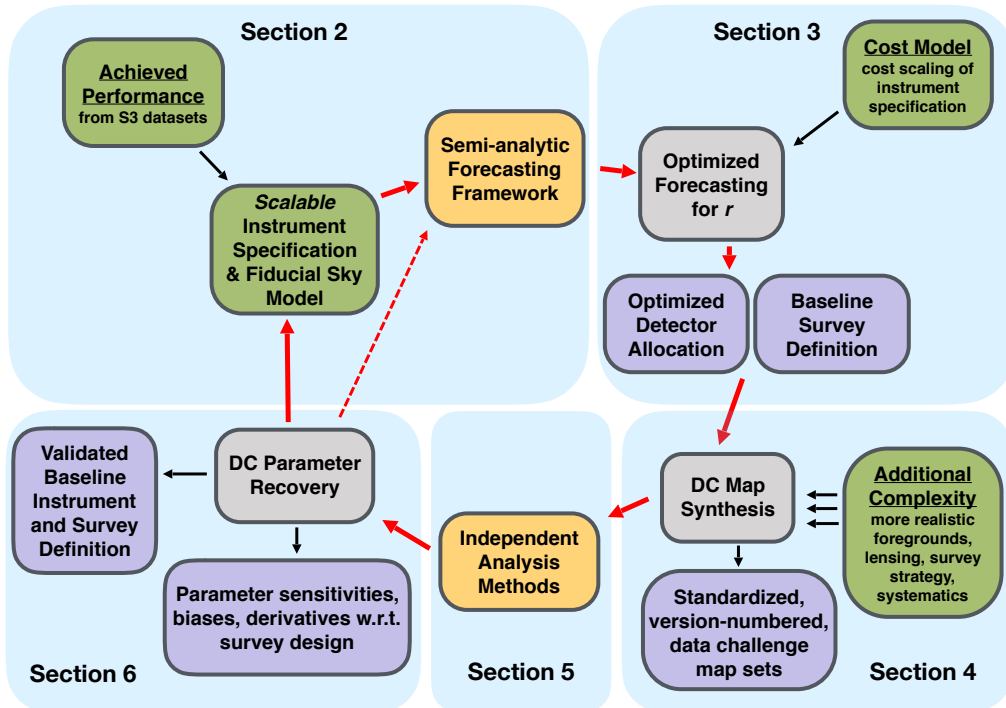 Section 2
Achieved
Performance
from S3 datasets
Scalable
Instrument
Specification
& Fiducial Sky
Model
Semi-analytic
Forecasting
Framework
Section 3
Cost Model
cost scaling of
instrument
specification
Optimized
Forecasting
for r
Optimized
Detector
Allocation
Baseline
Survey
Definition
DC Map
Synthesis
Additional
Complexity
more realistic
foregrounds,
lensing, survey
strategy,
systematics
Standardized,
version-numbered,
data challenge
map sets
Section 4
Independent
Analysis
Methods
Section 5
DC Parameter
Recovery
Validated
Baseline
Instrument
and Survey
Definition
Parameter sensitivities,
biases, derivatives w.r.t.
survey design
Section 6